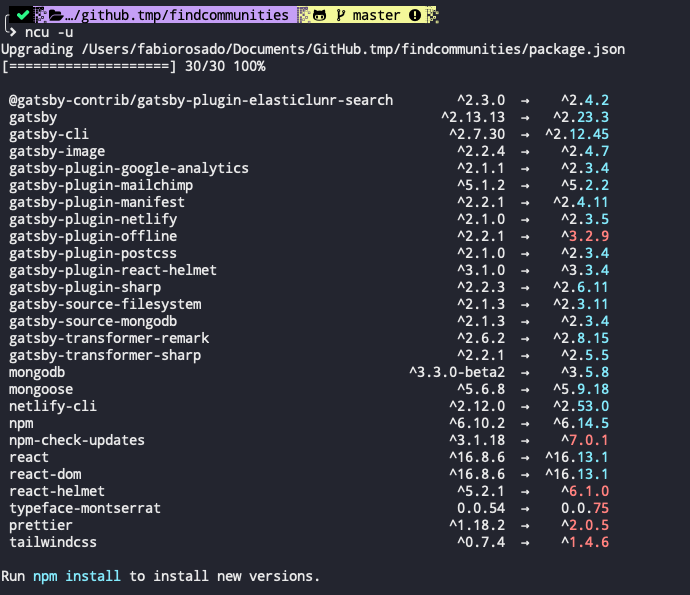 …/github.tmp/findcommunities master
ncu -u
Upgrading /Users/fabiorosado/Documents/GitHub.tmp/findcommunities/package.json
[====================] 30/30 100%
@gatsby-contrib/gatsby-plugin-elasticlunr-search ^2.3.0 → ^2.4.2
gatsby ^2.13.13 → ^2.23.3
gatsby-cli ^2.7.30 → ^2.12.45
gatsby-image ^2.2.4 → ^2.4.7
gatsby-plugin-google-analytics ^2.1.1 → ^2.3.4
gatsby-plugin-mailchimp ^5.1.2 → ^5.2.2
gatsby-plugin-manifest ^2.2.1 → ^2.4.11
gatsby-plugin-netlify ^2.1.0 → ^2.3.5
gatsby-plugin-offline ^2.2.1 → ^3.2.9
gatsby-plugin-postcss ^2.1.0 → ^2.3.4
gatsby-plugin-react-helmet ^3.1.0 → ^3.3.4
gatsby-plugin-sharp ^2.2.3 → ^2.6.11
gatsby-source-filesystem ^2.1.3 → ^2.3.11
gatsby-source-mongodb ^2.1.3 → ^2.3.4
gatsby-transformer-remark ^2.6.2 → ^2.8.15
gatsby-transformer-sharp ^2.2.1 → ^2.5.5
mongodb ^3.3.0-beta2 → ^3.5.8
mongoose ^5.6.8 → ^5.9.18
netlify-cli ^2.12.0 → ^2.53.0
npm ^6.10.2 → ^6.14.5
npm-check-updates ^3.1.18 → ^7.0.1
react ^16.8.6 → ^16.13.1
react-dom ^16.8.6 → ^16.13.1
react-helmet ^5.2.1 → ^6.1.0
typeface-montserrat 0.0.54 → 0.0.75
prettier ^1.18.2 → ^2.0.5
tailwindcss ^0.7.4 → ^1.4.6
Run npm install to install new versions.